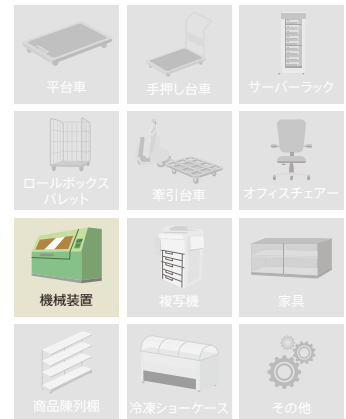 平台車
手押し台車
サーバーラック
ロールボックス
パレット
牽引台車
オフィスチェアー
機械装置
複写機
家具
商品陳列棚
冷凍ショーケース
その他